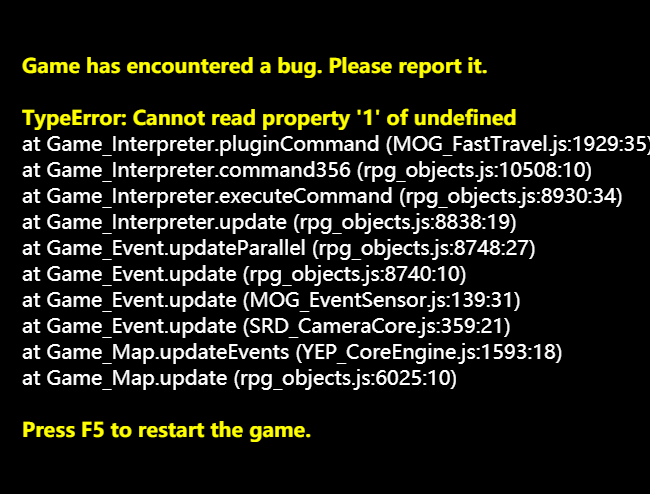 Game has encountered a bug. Please report it.
TypeError: Cannot read property '1' of undefined
at Game_Interpreter.pluginCommand (MOG_FastTravel.js:1929:35)
at Game_Interpreter.command356 (rpg_objects.js:10508:10)
at Game_Interpreter.executeCommand (rpg_objects.js:8930:34)
at Game_Interpreter.update (rpg_objects.js:8838:19)
at Game_Event.updateParallel (rpg_objects.js:8748:27)
at Game_Event.update (rpg_objects.js:8740:10)
at Game_Event.update (MOG_EventSensor.js:139:31)
at Game_Event.update (SRD_CameraCore.js:359:21)
at Game_Map.updateEvents (YEP_CoreEngine.js:1593:18)
at Game_Map.update (rpg_objects.js:6025:10)
Press F5 to restart the game.